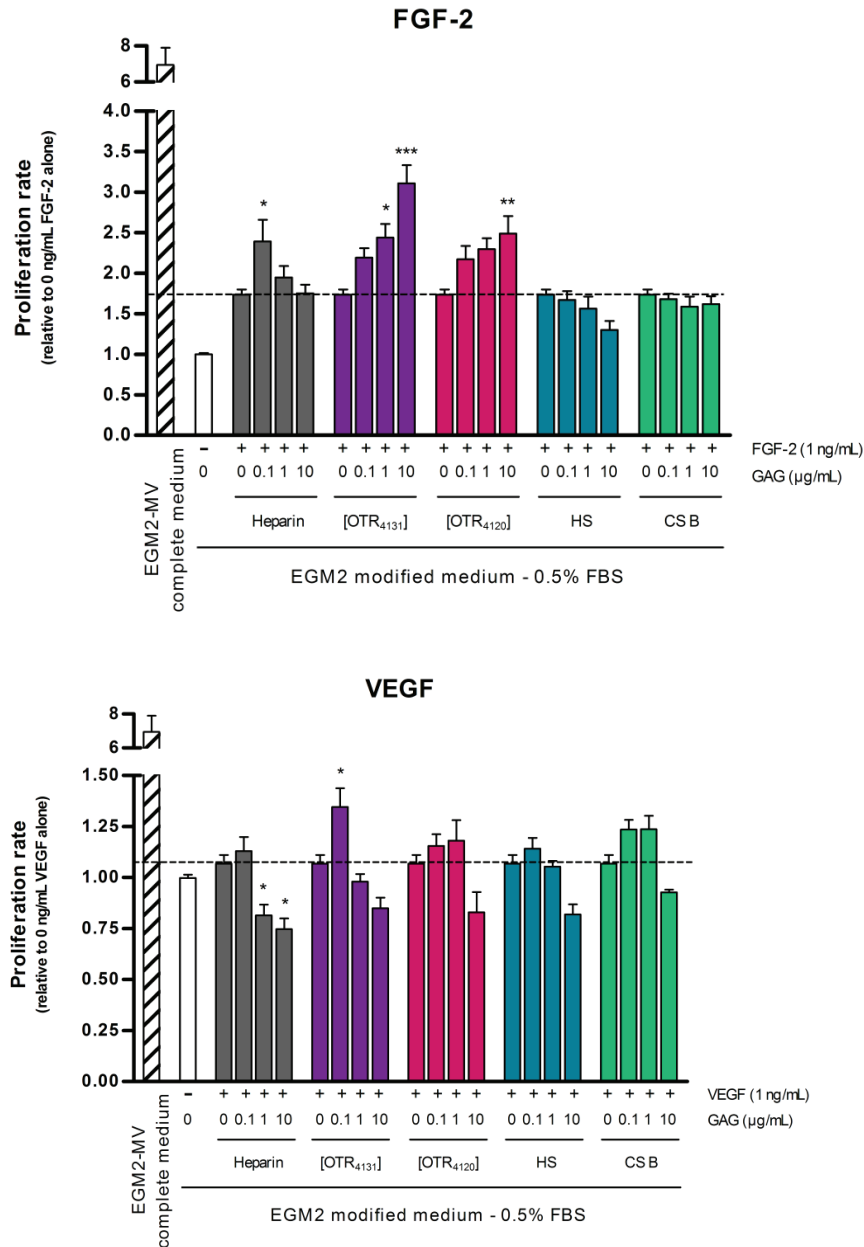 FGF-2
Proliferation rate
(relative to 0 ng/mL FGF-2 alone)
8
6
4.0
3.5
3.0
2.5
2.0
1.5
1.0
0.5
0.0
* * *** **
- + + + + + + + + + + + + + + + + + + + + FGF-2 (1 ng/mL)
0 0 0.1 1 10 0 0.1 1 10 0 0.1 1 10 0 0.1 1 10 0 0.1 1 10 GAG (µg/mL)
EGM2-MV
complete medium
Heparin [OTR4131] [OTR4120] HS CS B
EGM2 modified medium - 0.5% FBS
VEGF
Proliferation rate
(relative to 0 ng/mL VEGF alone)
8
6
1.50
1.25
1.00
0.75
0.50
0.25
0.00
* * *
- + + + + + + + + + + + + + + + + + + + + VEGF (1 ng/mL)
0 0 0.1 1 10 0 0.1 1 10 0 0.1 1 10 0 0.1 1 10 0 0.1 1 10 GAG (µg/mL)
EGM2-MV
complete medium
Heparin [OTR4131] [OTR4120] HS CS B
EGM2 modified medium - 0.5% FBS